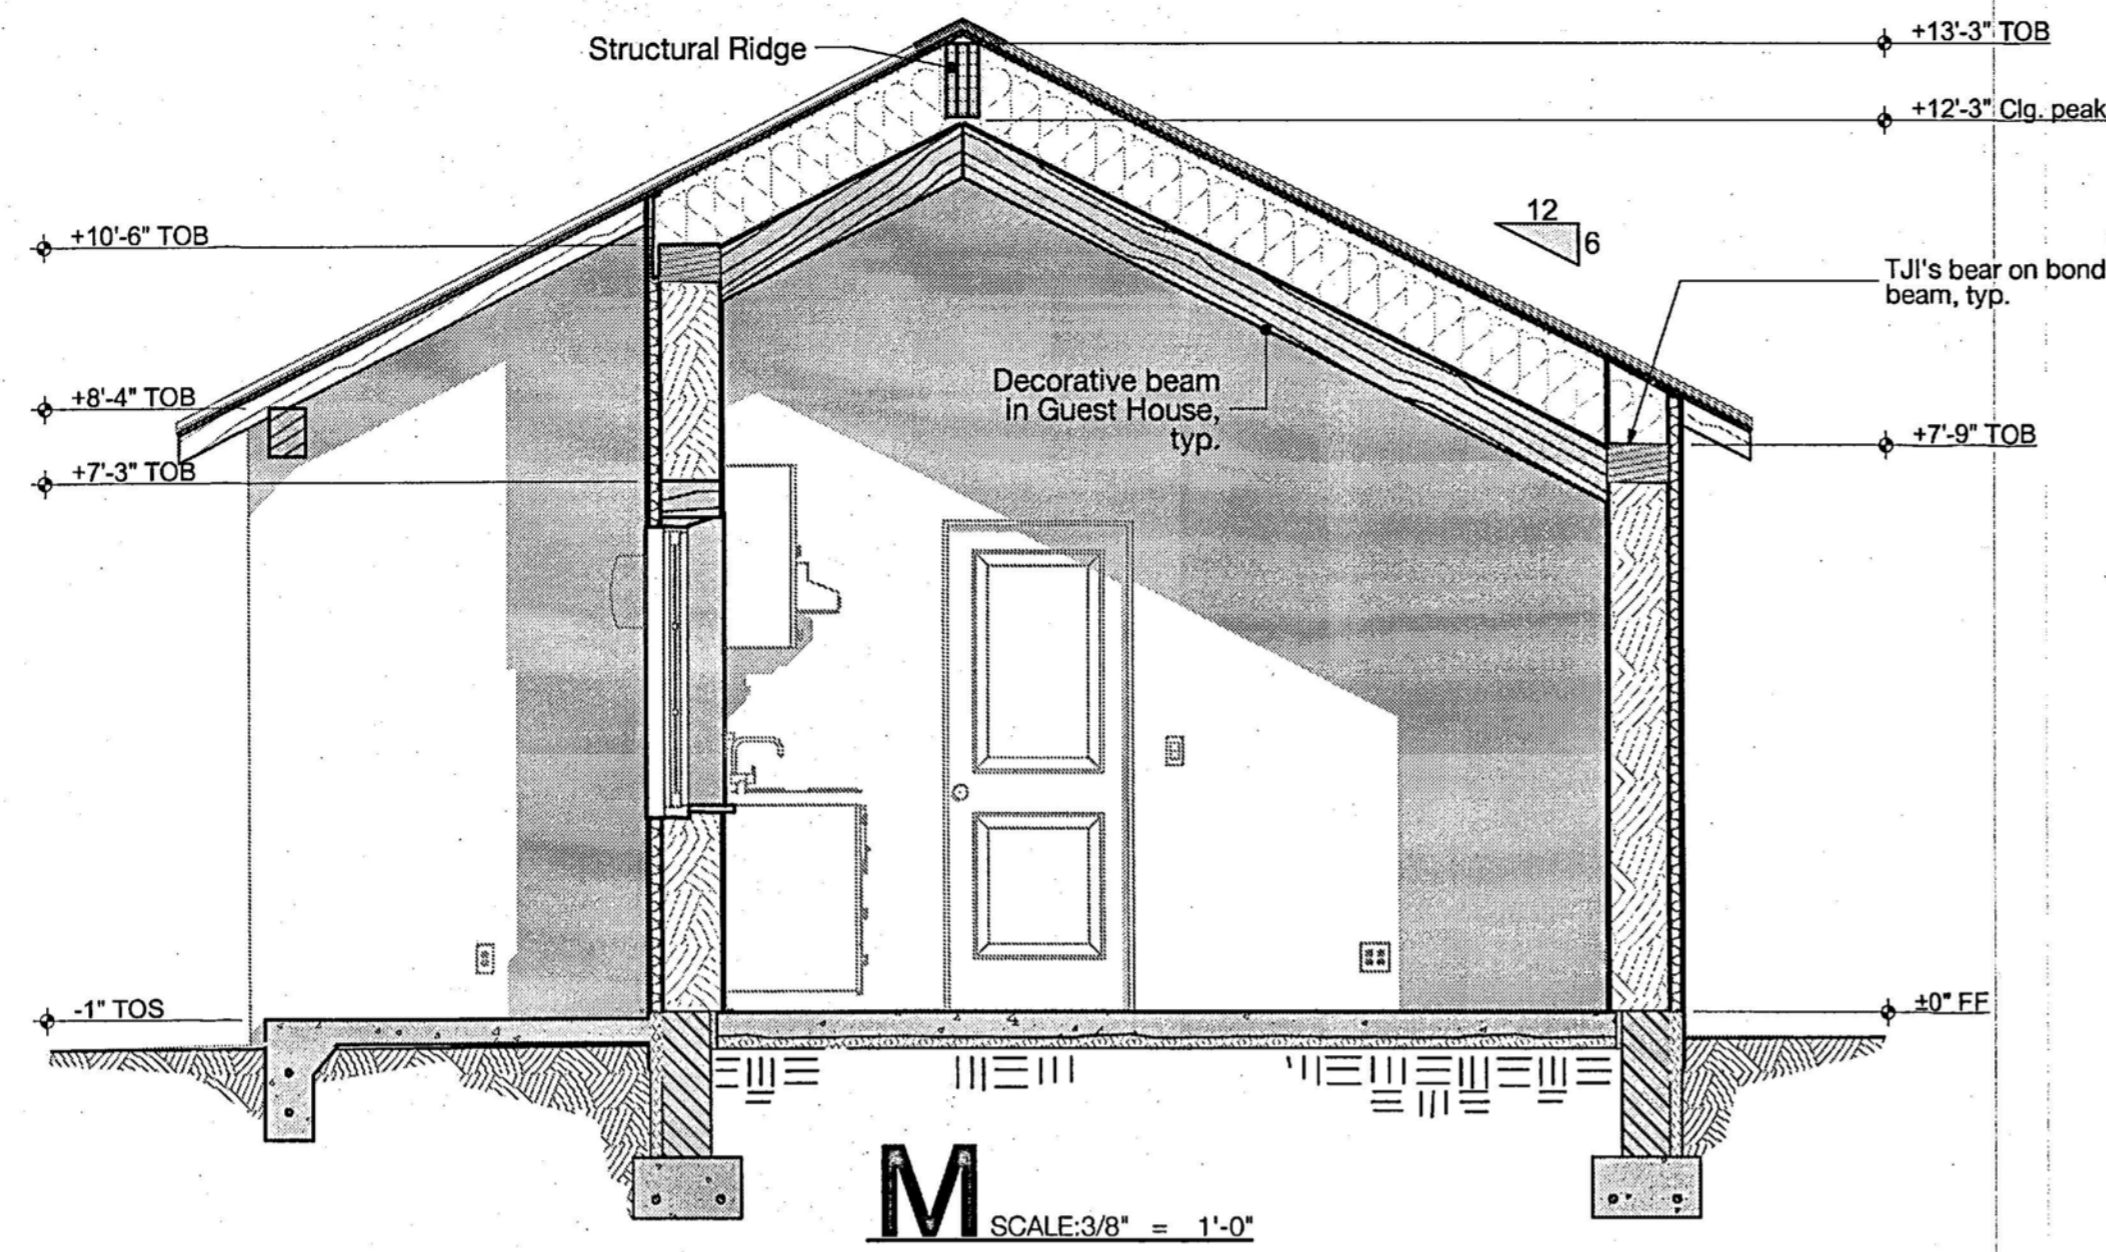 Structural Ridge
+13'-3" TOB
+12'-3" Clg. peak
12
6
+10'-6" TOB
TJI's bear on bond
beam, typ.
Decorative beam
in Guest House,
typ.
+8'-4" TOB
+7'-9" TOB
+7'-3" TOB
-1" TOS
±0" FF
M
SCALE:3/8" = 1'-0"